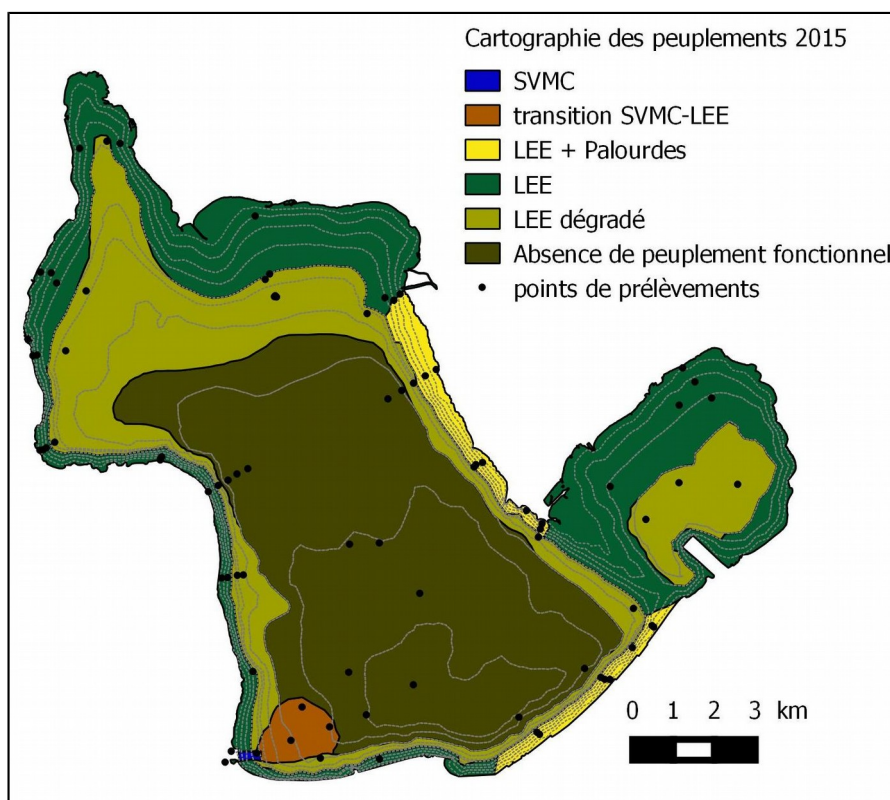 Cartographie des peuplements 2015
SVMC
transition SVMC-LEE
LEE + Palourdes
LEE
LEE dégradé
Absence de peuplement fonctionnel
points de prélèvements
0 1 2 3 km